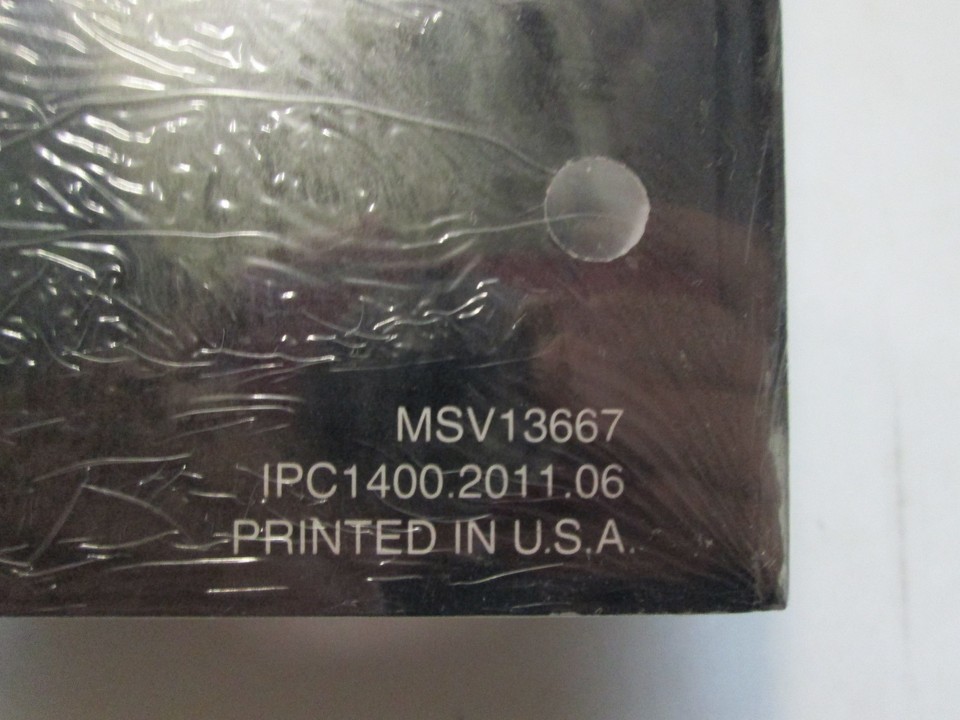 MSV13667
IPC1400.2011.06
PRINTED IN U.S.A.